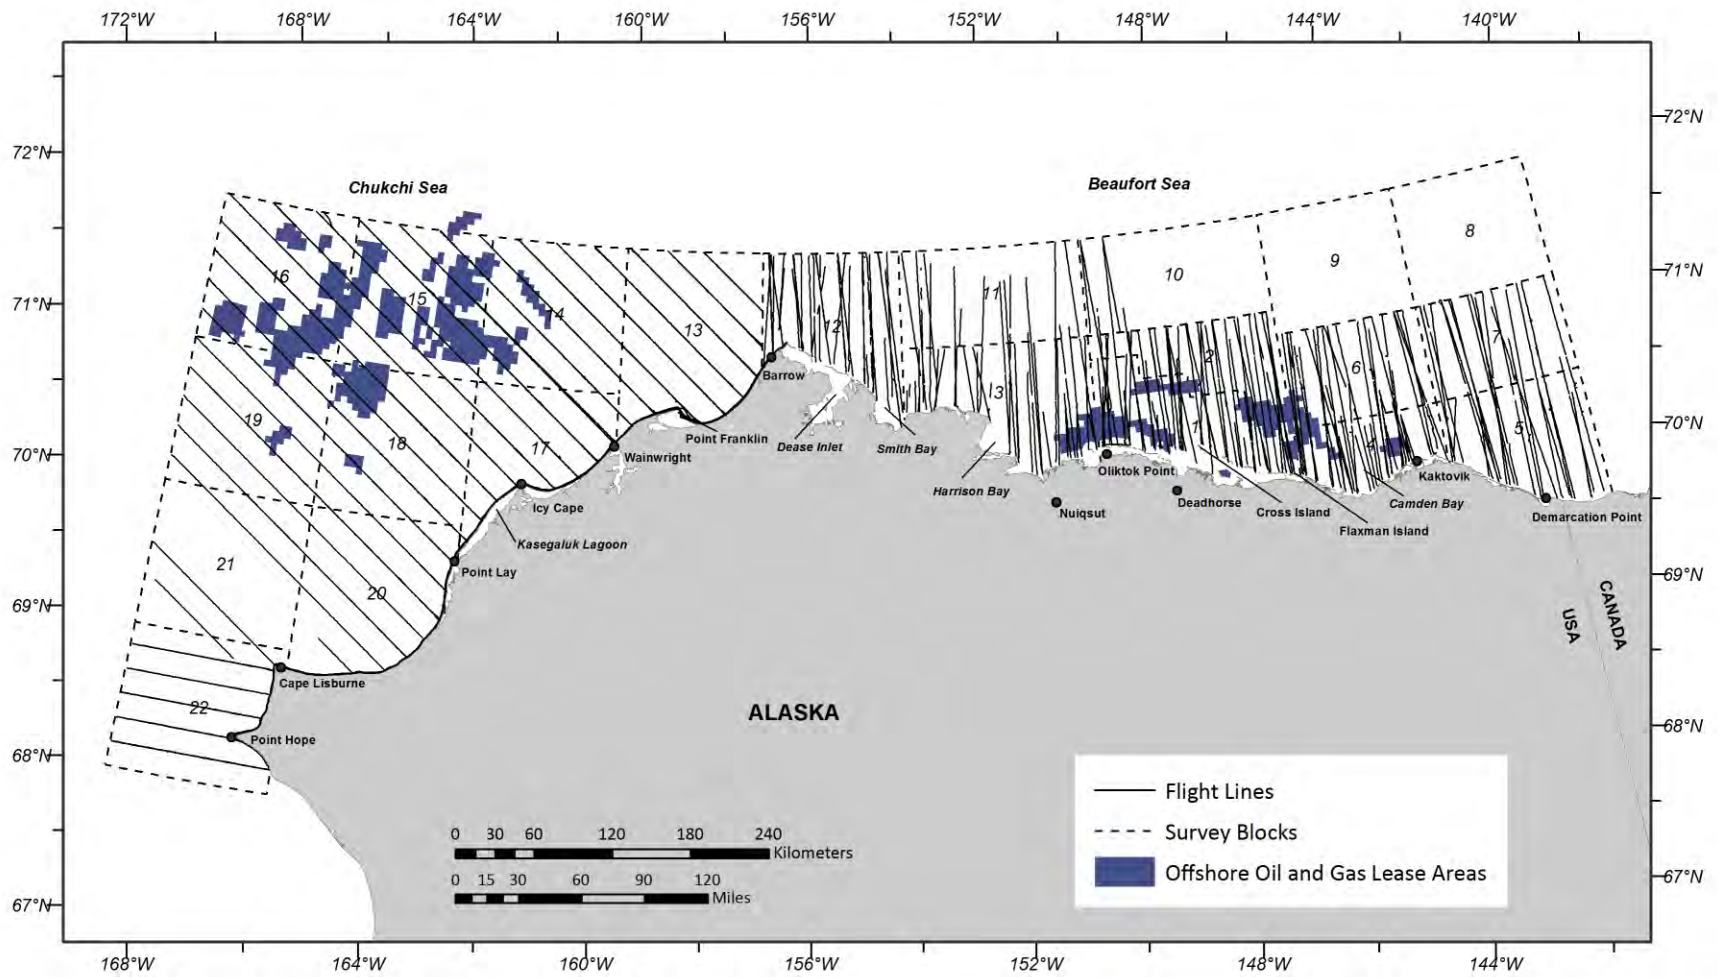 172°W 168°W 164°W 160°W 156°W 152°W 148°W 144°W 140°W
72°N
72°N
Chukchi Sea
Beaufort Sea
8
9
10
16
15
14
13
12
11
71°N
71°N
7
2
6
Barrow
3
19
18
17
1
4
5
70°N
70°N
Point Franklin
Dease Inlet
Smith Bay
Wainwright
Harrison Bay
Oliktok Point
Kaktovik
Icy Cape
Nuiqsut
Deadhorse
Cross Island
Camden Bay
Demarcation Point
Flaxman Island
Kasegaluk Lagoon
Point Lay
21
20
69°N
69°N
USA
CANADA
Cape Lisburne
22
Point Hope
ALASKA
68°N
68°N
Flight Lines
Survey Blocks
Offshore Oil and Gas Lease Areas
0 30 60 120 180 240
Kilometers
0 15 30 60 90 120
Miles
67°N
67°N
168°W 164°W 160°W 156°W 152°W 148°W 144°W